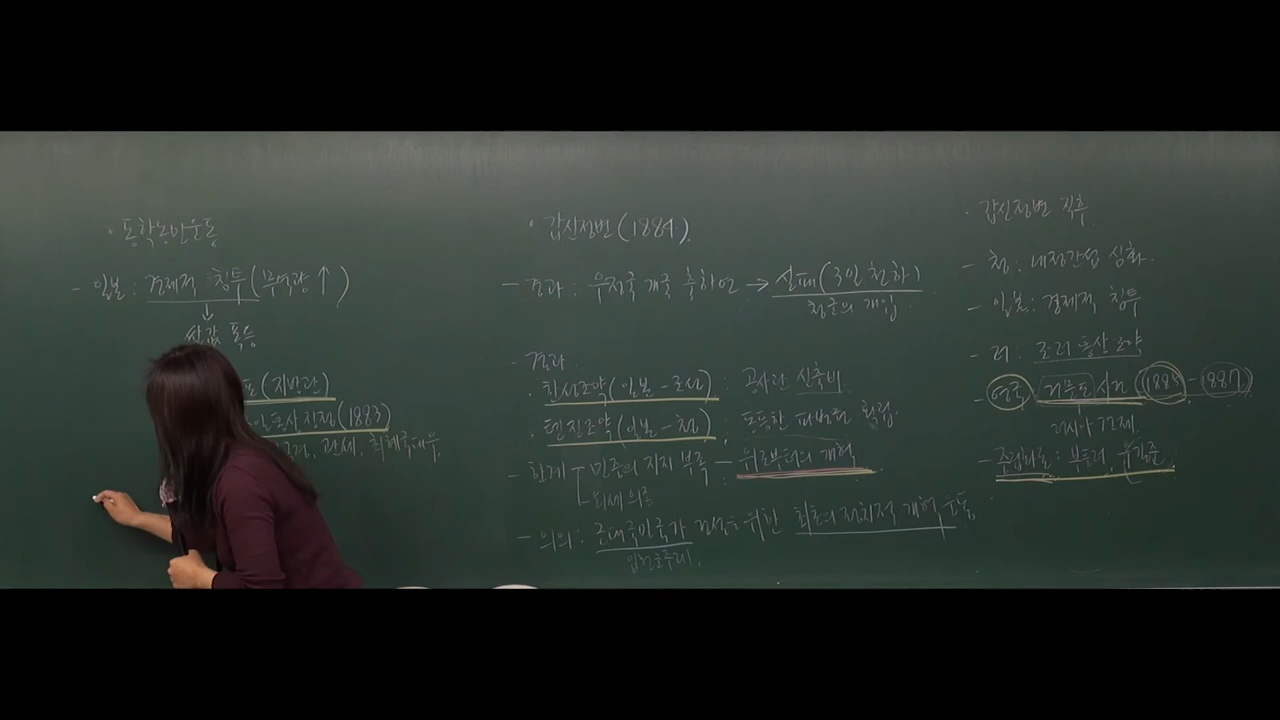 · 동학농민운동
- 일본 : 경제적 침투 (무역량 ↑)
↓
쌀값 폭등
(지방관)
통상장정 (1883)
관세, 최혜국대우
· 갑신정변 (1884).
- 경과 : 우정국 개국 축하연 → 실패 (3일 천하)
청군의 개입
- 결과.
· 한성조약 (일본 - 조선) : 공사관 신축비.
· 텐진조약 (일본 - 청) : 동등한 파병권 확립.
- 한계 - 민중의 지지 부족 - 위로부터의 개혁
- 외세 의존
- 의의 : 근대국민국가 건설을 위한 최초의 정치적 개혁 운동
입헌군주제.
· 갑신정변 직후
- 청 : 내정간섭 심화.
- 일본 : 경제적 침투
- 러 : 조러 통상 조약
- 영국 거문도 사건 (1885 - 1887)
러시아 견제.
- 중립화론 : 부들러, 유길준